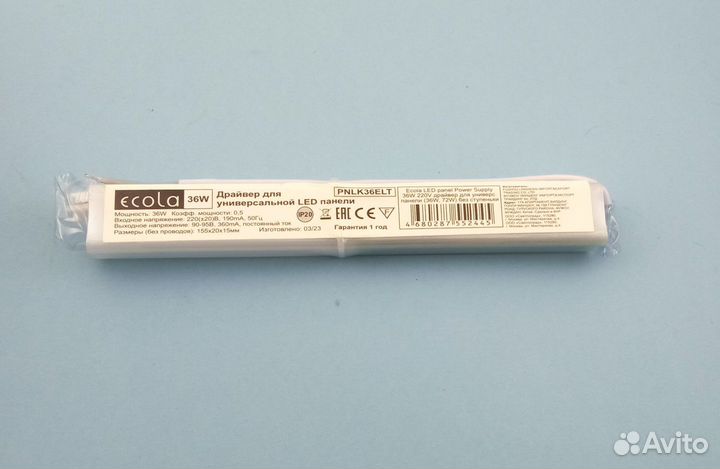 ecola 36W
Драйвер для
универсальной LED панели
Мощность: 36W Коэфф. мощности: 0.5
Входное напряжение: 220(±20)В, 190mA, 50Гц
Выходное напряжение: 90-95В, 360mA, постоянный ток
Размеры (без проводов): 155x20x15мм
Изготовлено: 03/23
IP20
EAC
PNLK36ELT
Гарантия 1 год
Ecola LED panel Power Supply
36W 220V драйвер для универс
панели (36W, 72W) без ступеньки
4 680287 552445
Avito